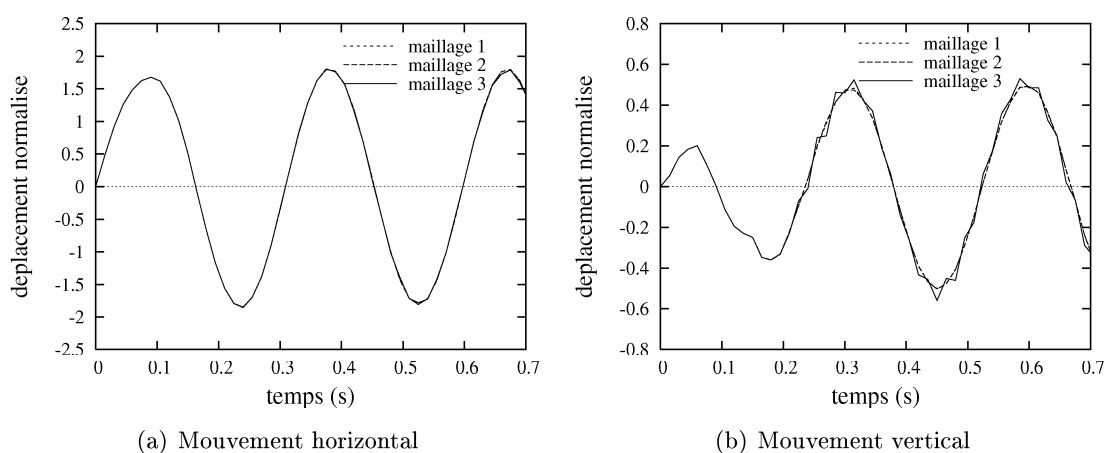 2.5
2
1.5
1
0.5
0
-0.5
-1
-1.5
-2
-2.5
deplacement normalise
maillage 1
maillage 2
maillage 3
0 0.1 0.2 0.3 0.4 0.5 0.6 0.7
temps (s)
(a) Mouvement horizontal
0.8
0.6
0.4
0.2
0
-0.2
-0.4
-0.6
-0.8
deplacement normalise
maillage 1
maillage 2
maillage 3
0 0.1 0.2 0.3 0.4 0.5 0.6 0.7
temps (s)
(b) Mouvement vertical